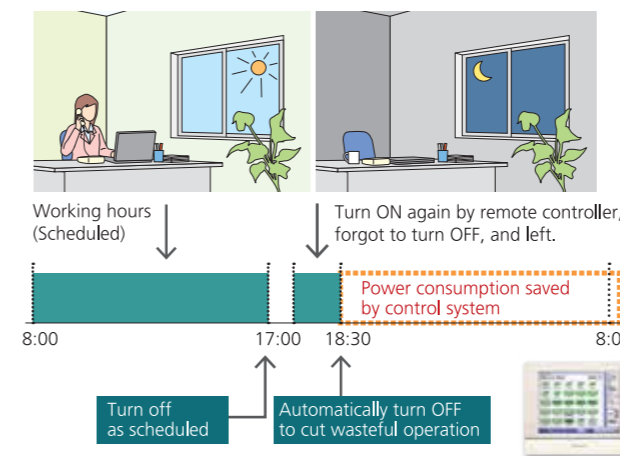 Working hours
(Scheduled)
Turn ON again by remote controller,
forgot to turn OFF, and left.
Power consumption saved
by control system
8:00
17:00
18:30
8:0
Turn off
as scheduled
Automatically turn OFF
to cut wasteful operation